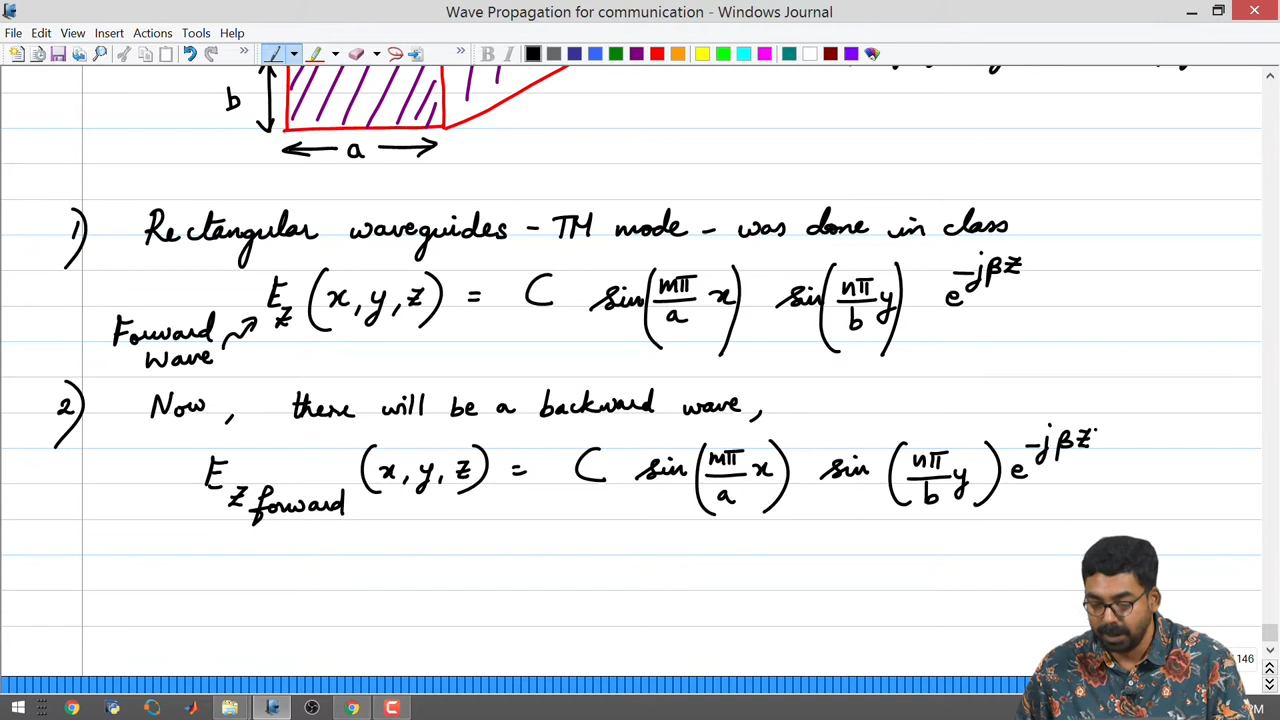 Wave Propagation for communication - Windows Journal
File Edit View Insert Actions Tools Help
b
a
1) Rectangular waveguides - TM mode - was done in class
E_z (x, y, z) = C sin(mπ/a x) sin(nπ/b y) e^{-jβz}
Forward
wave
2) Now, there will be a backward wave,
E_{z forward} (x, y, z) = C sin(mπ/a x) sin(nπ/b y) e^{-jβz}
146